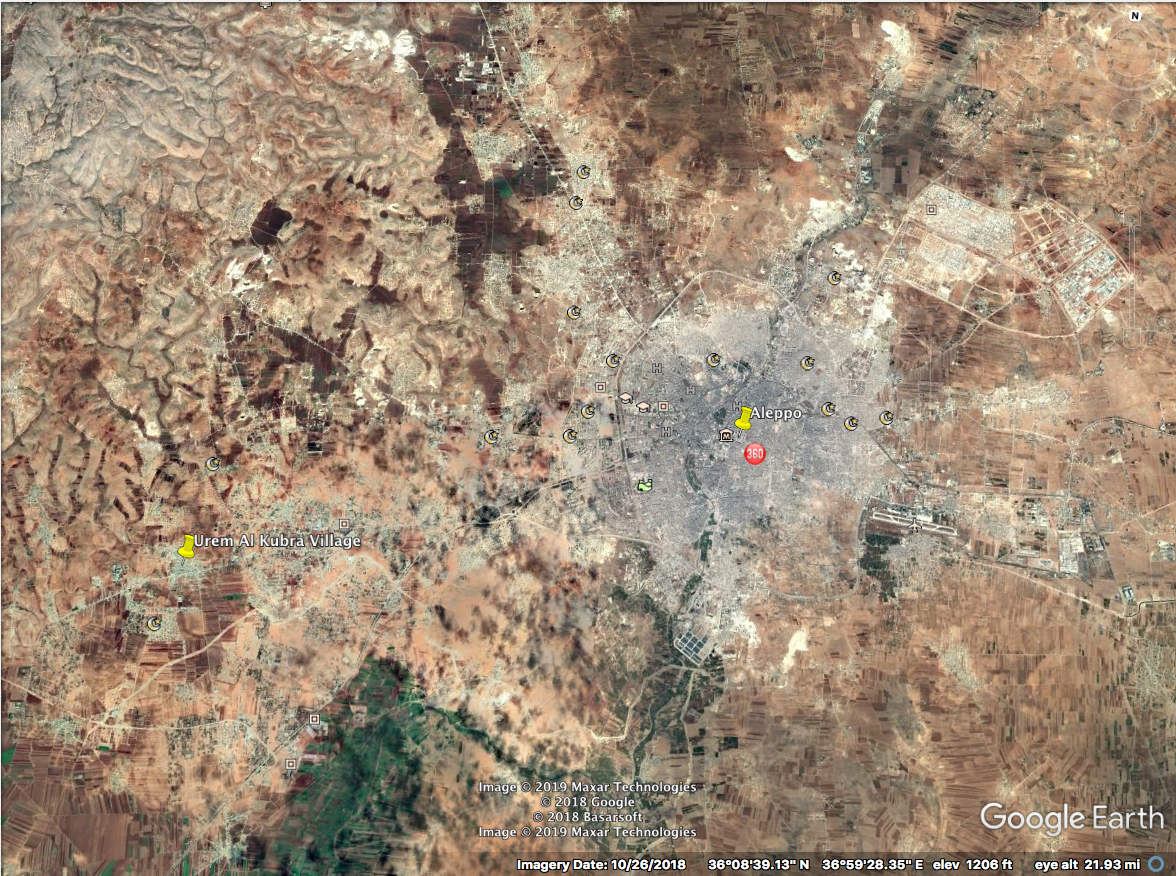 N
H
H
H
Aleppo
M
H
360
Urem Al Kubra Village
Image © 2019 Maxar Technologies
© 2018 Google
© 2018 Basarsoft
Image © 2019 Maxar Technologies
Google Earth
Imagery Date: 10/26/2018 36°08'39.13" N 36°59'28.35" E elev 1206 ft eye alt 21.93 mi